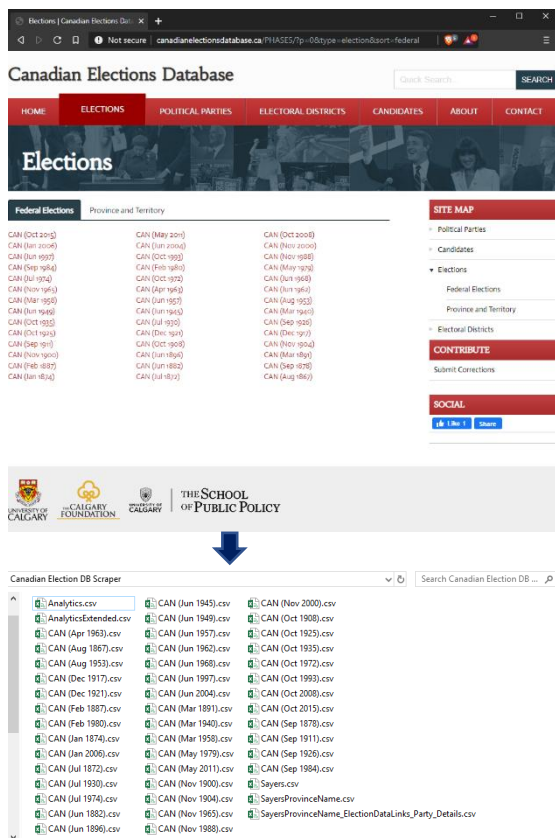 Elections | Canadian Elections Dat
Not secure | canadianelectionsdatabase.ca/PHASE5/?p=0&type=election&sort=federal
Canadian Elections Database
Quick Search...
SEARCH
HOME ELECTIONS POLITICAL PARTIES ELECTORAL DISTRICTS CANDIDATES ABOUT CONTACT
Elections
Federal Elections Province and Territory
CAN (Oct 2015) CAN (May 2011) CAN (Oct 2008)
CAN (Jan 2006) CAN (Jun 2004) CAN (Nov 2000)
CAN (Jun 1997) CAN (Oct 1993) CAN (Nov 1988)
CAN (Sep 1984) CAN (Feb 1980) CAN (May 1979)
CAN (Jul 1974) CAN (Oct 1972) CAN (Jun 1968)
CAN (Nov 1965) CAN (Apr 1963) CAN (Jun 1962)
CAN (Mar 1958) CAN (Jun 1957) CAN (Aug 1953)
CAN (Jun 1949) CAN (Jun 1945) CAN (Mar 1940)
CAN (Oct 1935) CAN (Jul 1930) CAN (Sep 1926)
CAN (Oct 1925) CAN (Dec 1921) CAN (Dec 1917)
CAN (Sep 1911) CAN (Oct 1908) CAN (Nov 1904)
CAN (Nov 1900) CAN (Jun 1896) CAN (Mar 1891)
CAN (Feb 1887) CAN (Jun 1882) CAN (Sep 1878)
CAN (Jan 1874) CAN (Jul 1872) CAN (Aug 1867)
SITE MAP
Political Parties
Candidates
Elections
Federal Elections
Province and Territory
Electoral Districts
CONTRIBUTE
Submit Corrections
SOCIAL
Like 1 Share
UNIVERSITY OF
CALGARY
THE CALGARY
FOUNDATION
UNIVERSITY OF
CALGARY
THE SCHOOL
OF PUBLIC POLICY
Canadian Election DB Scraper
Search Canadian Election DB ...
Analytics.csv CAN (Jun 1945).csv CAN (Nov 2000).csv
AnalyticsExtended.csv CAN (Jun 1949).csv CAN (Oct 1908).csv
CAN (Apr 1963).csv CAN (Jun 1957).csv CAN (Oct 1925).csv
CAN (Aug 1867).csv CAN (Jun 1962).csv CAN (Oct 1935).csv
CAN (Aug 1953).csv CAN (Jun 1968).csv CAN (Oct 1972).csv
CAN (Dec 1917).csv CAN (Jun 1997).csv CAN (Oct 1993).csv
CAN (Dec 1921).csv CAN (Jun 2004).csv CAN (Oct 2008).csv
CAN (Feb 1887).csv CAN (Mar 1891).csv CAN (Oct 2015).csv
CAN (Feb 1980).csv CAN (Mar 1940).csv CAN (Sep 1878).csv
CAN (Jan 1874).csv CAN (Mar 1958).csv CAN (Sep 1911).csv
CAN (Jan 2006).csv CAN (May 1979).csv CAN (Sep 1926).csv
CAN (Jul 1872).csv CAN (May 2011).csv CAN (Sep 1984).csv
CAN (Jul 1930).csv CAN (Nov 1900).csv Sayers.csv
CAN (Jul 1974).csv CAN (Nov 1904).csv SayersProvinceName.csv
CAN (Jun 1882).csv CAN (Nov 1965).csv SayersProvinceName_ElectionDataLinks_Party_Details.csv
CAN (Jun 1896).csv CAN (Nov 1988).csv